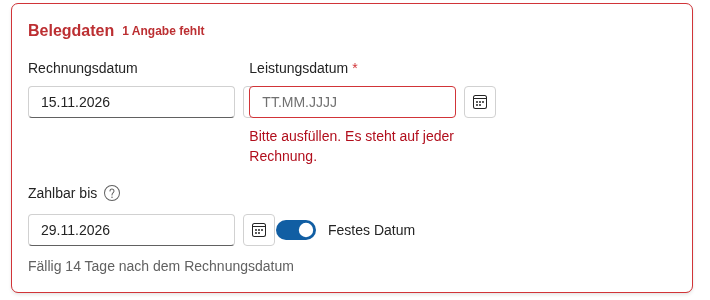 Belegdaten 1 Angabe fehlt
Rechnungsdatum Leistungsdatum *
15.11.2026 TT.MM.JJJJ
Bitte ausfüllen. Es steht auf jeder
Rechnung.
Zahlbar bis ?
29.11.2026 Festes Datum
Fällig 14 Tage nach dem Rechnungsdatum